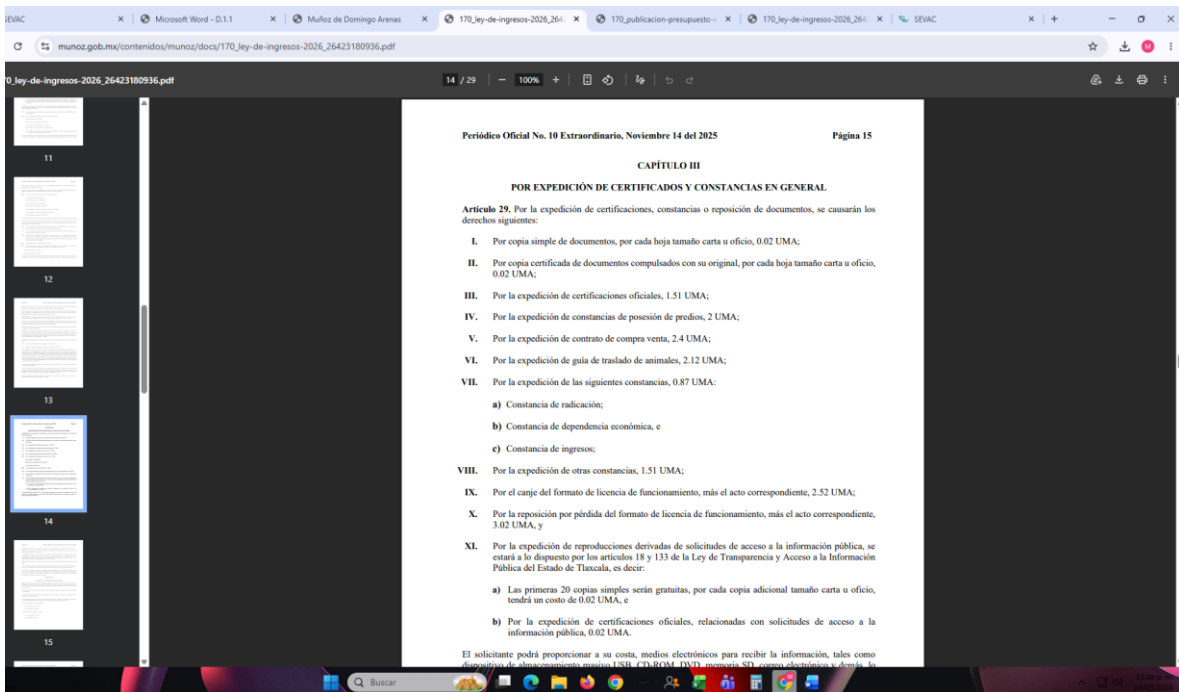 SEVAC
Microsoft Word - D.1.1
Muñoz de Domingo Arenas
170_ley-de-ingresos-2026_264
170_publicacion-presupuesto-
170_ley-de-ingresos-2026_264
SEVAC
munoz.gob.mx/contenidos/munoz/docs/170_ley-de-ingresos-2026_26423180936.pdf
0_ley-de-ingresos-2026_26423180936.pdf
14 / 29
100%
11
12
13
14
15
Periódico Oficial No. 10 Extraordinario, Noviembre 14 del 2025 Página 15
CAPÍTULO III
POR EXPEDICIÓN DE CERTIFICADOS Y CONSTANCIAS EN GENERAL
Artículo 29. Por la expedición de certificaciones, constancias o reposición de documentos, se causarán los
derechos siguientes:
I. Por copia simple de documentos, por cada hoja tamaño carta u oficio, 0.02 UMA;
II. Por copia certificada de documentos compulsados con su original, por cada hoja tamaño carta u oficio,
0.02 UMA;
III. Por la expedición de certificaciones oficiales, 1.51 UMA;
IV. Por la expedición de constancias de posesión de predios, 2 UMA;
V. Por la expedición de contrato de compra venta, 2.4 UMA;
VI. Por la expedición de guía de traslado de animales, 2.12 UMA;
VII. Por la expedición de las siguientes constancias, 0.87 UMA:
a) Constancia de radicación;
b) Constancia de dependencia económica, e
c) Constancia de ingresos;
VIII. Por la expedición de otras constancias, 1.51 UMA;
IX. Por el canje del formato de licencia de funcionamiento, más el acto correspondiente, 2.52 UMA;
X. Por la reposición por pérdida del formato de licencia de funcionamiento, más el acto correspondiente,
3.02 UMA, y
XI. Por la expedición de reproducciones derivadas de solicitudes de acceso a la información pública, se
estará a lo dispuesto por los artículos 18 y 133 de la Ley de Transparencia y Acceso a la Información
Pública del Estado de Tlaxcala, es decir:
a) Las primeras 20 copias simples serán gratuitas, por cada copia adicional tamaño carta u oficio,
tendrá un costo de 0.02 UMA, e
b) Por la expedición de certificaciones oficiales, relacionadas con solicitudes de acceso a la
información pública, 0.02 UMA.
El solicitante podrá proporcionar a su costa, medios electrónicos para recibir la información, tales como
dispositivo de almacenamiento masivo USB, CD-ROM, DVD, memoria SD, correo electrónico y demás, lo
Buscar